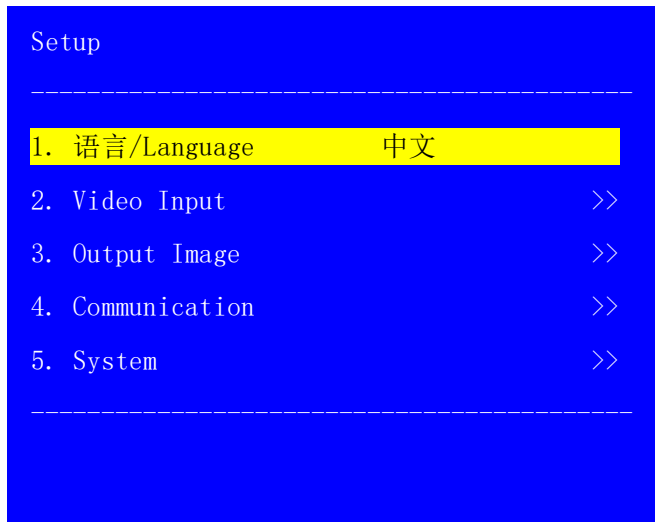 Setup
1. 语言/Language 中文
2. Video Input >>
3. Output Image >>
4. Communication >>
5. System >>